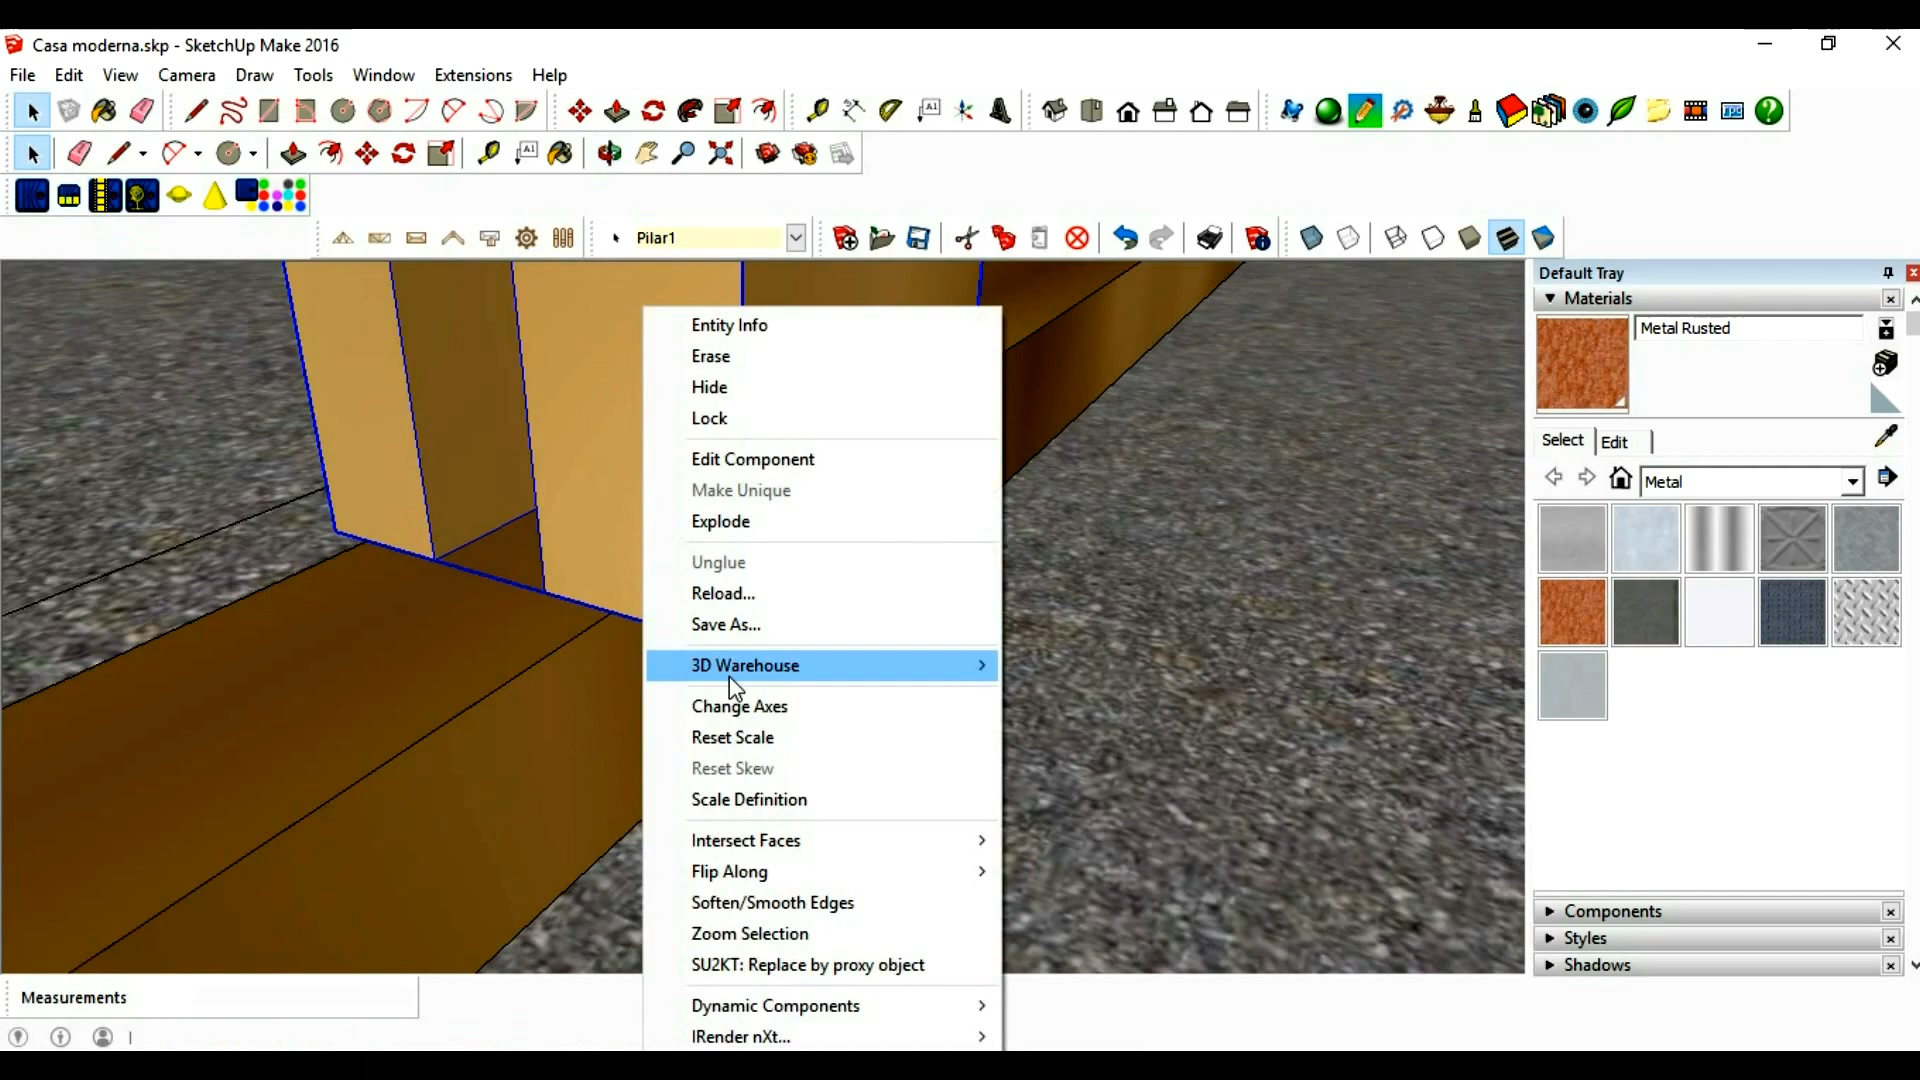 Casa moderna.skp - SketchUp Make 2016
File Edit View Camera Draw Tools Window Extensions Help
Pilar1
Default Tray
Materials
Metal Rusted
Select Edit
Metal
Entity Info
Erase
Hide
Lock
Edit Component
Make Unique
Explode
Unglue
Reload...
Save As...
3D Warehouse
Change Axes
Reset Scale
Reset Skew
Scale Definition
Intersect Faces
Flip Along
Soften/Smooth Edges
Zoom Selection
SU2KT: Replace by proxy object
Dynamic Components
IRender nXt...
Components
Styles
Shadows
Measurements